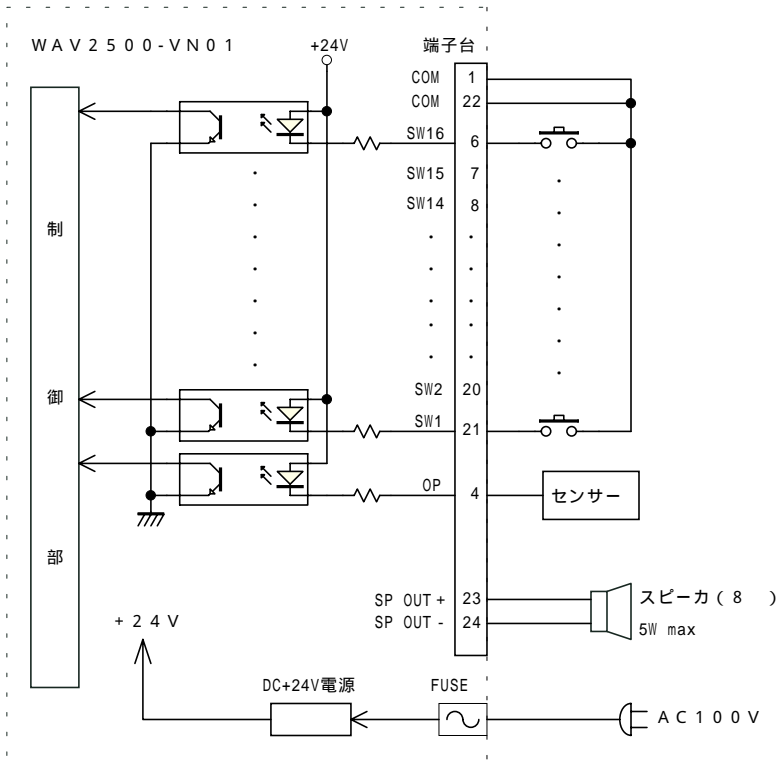 WAV2500-VN01
+24V
端子台
COM 1
COM 22
SW16 6
SW15 7
SW14 8
SW2 20
SW1 21
OP 4
センサー
制
御
部
SP OUT+ 23
SP OUT- 24
スピーカ(8 )
5W max
+24V
DC+24V電源
FUSE
AC100V